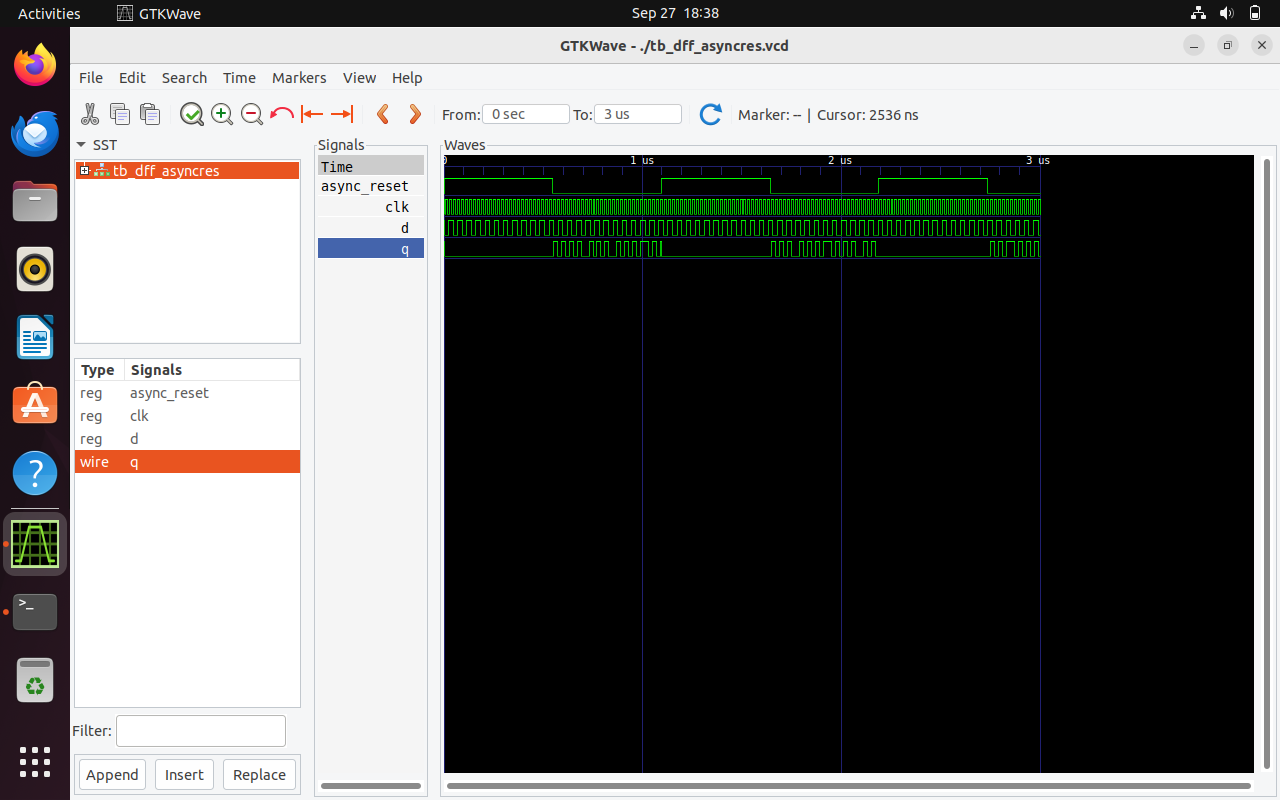 Activities GTKWave Sep 27 18:38
GTKWave - ./tb_dff_asyncres.vcd
File Edit Search Time Markers View Help
From: 0 sec To: 3 us Marker: -- | Cursor: 2536 ns
SST
tb_dff_asyncres
Type Signals
reg async_reset
reg clk
reg d
wire q
Filter:
Append Insert Replace
Signals
Time
async_reset
clk
d
q
Waves
0 1 us 2 us 3 us
>_
?